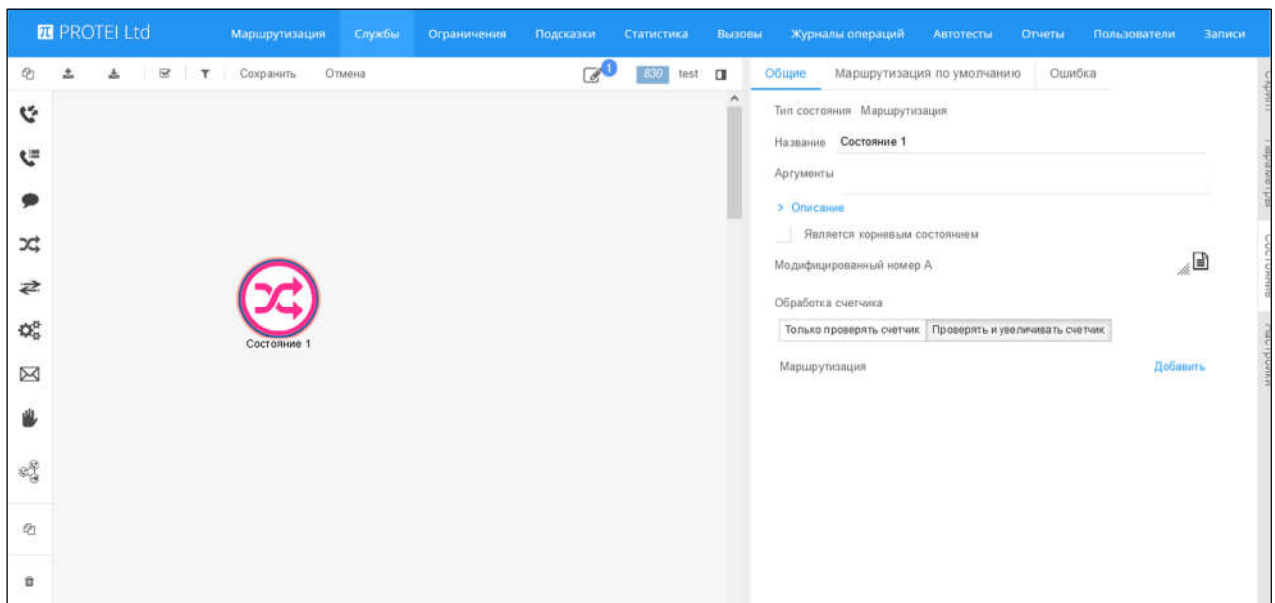 PROTEI Ltd Маршрутизация Службы Ограничения Подсказки Статистика Вызовы Журналы операций Автотесты Отчеты Пользователи Записи
Сохранить Отмена 1 830 test Общие Маршрутизация по умолчанию Ошибка
Тип состояния Маршрутизация
Название Состояние 1
Аргументы
> Описание
Является корневым состоянием
Модифицированный номер А
Обработка счетчика
Только проверять счетчик Проверять и увеличивать счетчик
Маршрутизация Добавить
Состояние 1
Параметры
Состояние